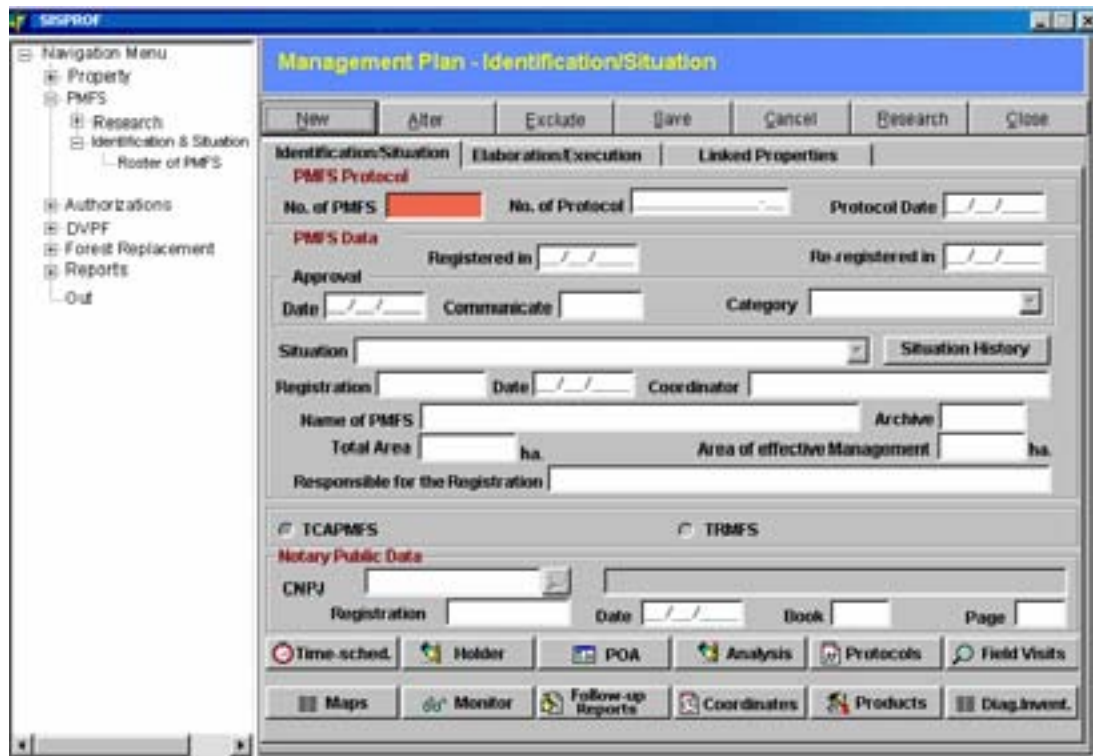 SISPROF
Navigation Menu
Property
PMFS
Research
Identification & Situation
Roster of PMFS
Authorizations
DVPF
Forest Replacement
Reports
Out
Management Plan - Identification/Situation
New Alter Exclude Save Cancel Research Close
Identification/Situation Elaboration/Execution Linked Properties
PMFS Protocol
No. of PMFS No. of Protocol Protocol Date
PMFS Data
Registered in Re-registered in
Approval
Date Communicate Category
Situation Situation History
Registration Date Coordinator
Name of PMFS Archive
Total Area ha. Area of effective Management ha.
Responsible for the Registration
TCAPMFS TRMFS
Notary Public Data
CNPJ
Registration Date Book Page
Time-sched. Holder POA Analysis Protocols Field Visits
Maps Monitor Follow-up Reports Coordinates Products Diag.Invent.